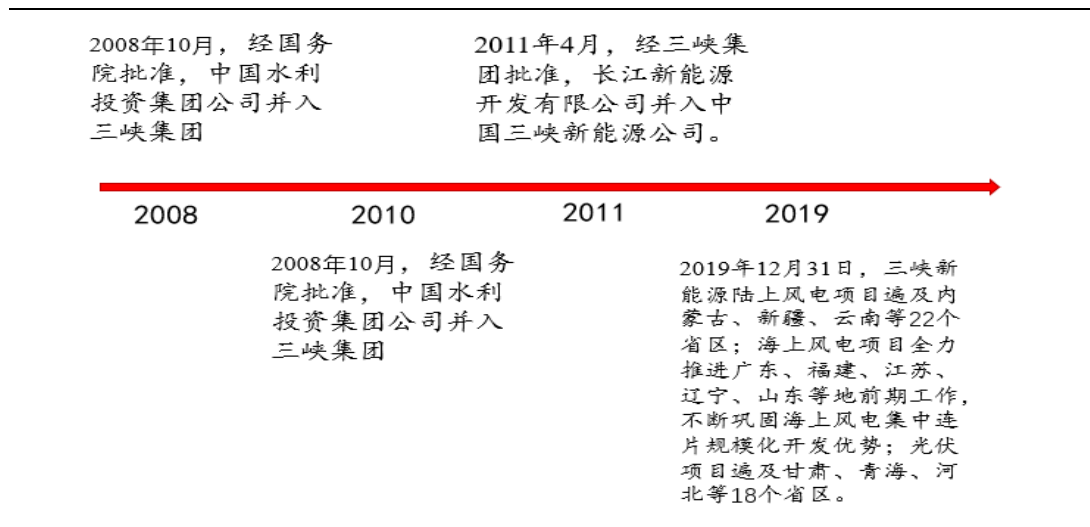 2008年10月，经国务
院批准，中国水利
投资集团公司并入
三峡集团
2011年4月，经三峡集
团批准，长江新能源
开发有限公司并入中
国三峡新能源公司。
2008
2010
2011
2019
2008年10月，经国务
院批准，中国水利
投资集团公司并入
三峡集团
2019年12月31日，三峡新
能源陆上风电项目遍及内
蒙古、新疆、云南等22个
省区；海上风电项目全力
推进广东、福建、江苏、
辽宁、山东等地前期工作，
不断巩固海上风电集中连
片规模化开发优势；光伏
项目遍及甘肃、青海、河
北等18个省区。